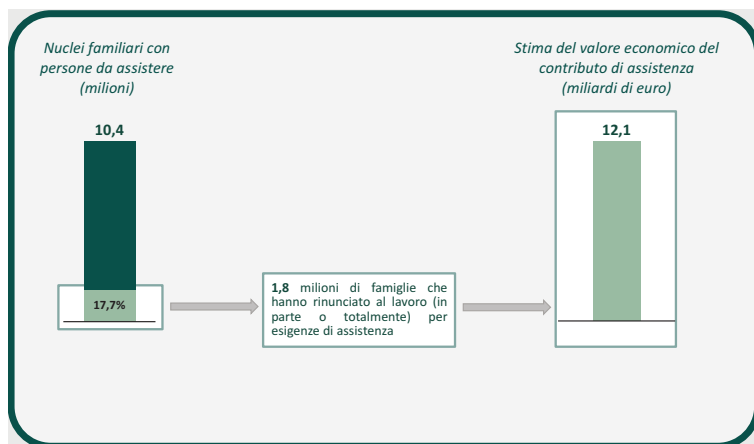 Nuclei familiari con
persone da assistere
(milioni)
10,4
17,7%
1,8 milioni di famiglie che
hanno rinunciato al lavoro (in
parte o totalmente) per
esigenze di assistenza
Stima del valore economico del
contributo di assistenza
(miliardi di euro)
12,1